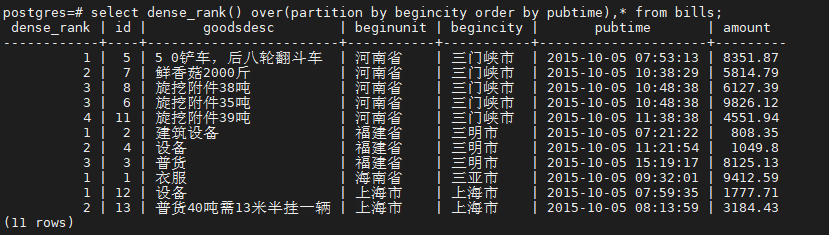 postgres=# select dense_rank() over(partition by begincity order by pubtime),* from bills;
 dense_rank | id | goodsdesc | beginunit | begincity | pubtime | amount
------------+----+-------------------------+-----------+-----------+---------------------+---------
 1 | 5 | 5 0铲车，后八轮翻斗车 | 河南省 | 三门峡市 | 2015-10-05 07:53:13 | 8351.87
 2 | 7 | 鲜香菇2000斤 | 河南省 | 三门峡市 | 2015-10-05 10:38:29 | 5814.79
 3 | 8 | 旋挖附件38吨 | 河南省 | 三门峡市 | 2015-10-05 10:48:38 | 6127.39
 3 | 6 | 旋挖附件35吨 | 河南省 | 三门峡市 | 2015-10-05 10:48:38 | 9826.12
 4 | 11 | 旋挖附件39吨 | 河南省 | 三门峡市 | 2015-10-05 11:38:38 | 4551.94
 1 | 2 | 建筑设备 | 福建省 | 三明市 | 2015-10-05 07:21:22 | 808.35
 2 | 4 | 设备 | 福建省 | 三明市 | 2015-10-05 11:21:54 | 1049.8
 3 | 3 | 普货 | 福建省 | 三明市 | 2015-10-05 15:19:17 | 8125.13
 1 | 1 | 衣服 | 海南省 | 三亚市 | 2015-10-05 09:32:01 | 9412.59
 1 | 12 | 设备 | 上海市 | 上海市 | 2015-10-05 07:59:35 | 1777.71
 2 | 13 | 普货40吨需13米半挂一辆 | 上海市 | 上海市 | 2015-10-05 08:13:59 | 3184.43
(11 rows)